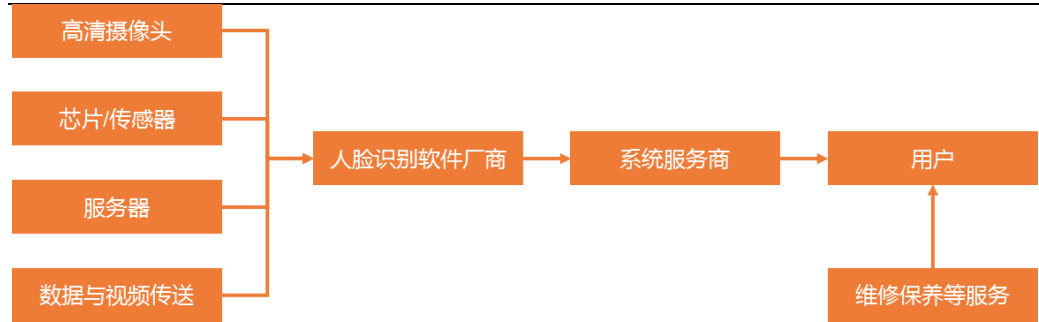 高清摄像头
芯片/传感器
服务器
数据与视频传送
人脸识别软件厂商
系统服务商
用户
维修保养等服务